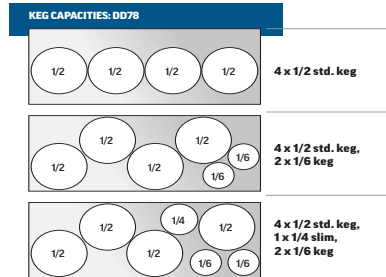 KEG CAPACITIES: DD78
1/2 1/2 1/2 1/2
4 x 1/2 std. keg
1/2 1/2
1/2 1/2 1/6
1/6
4 x 1/2 std. keg,
2 x 1/6 keg
1/2 1/4 1/2
1/2 1/2
1/6 1/6
4 x 1/2 std. keg,
1 x 1/4 slim,
2 x 1/6 keg